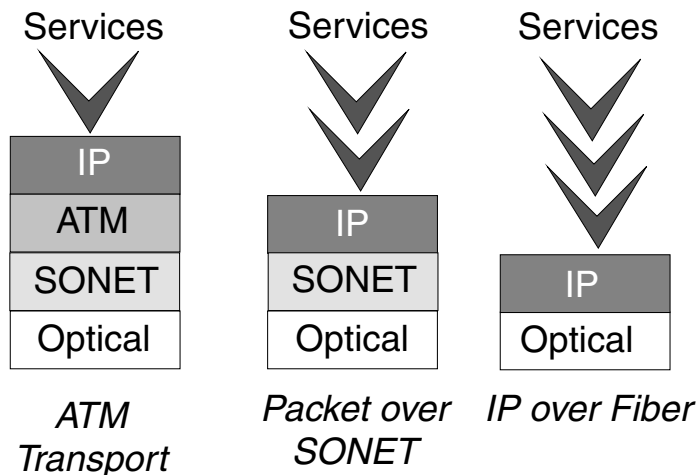 Services
IP
ATM
SONET
Optical
ATM
Transport
Services
IP
SONET
Optical
Packet over
SONET
Services
IP
Optical
IP over Fiber